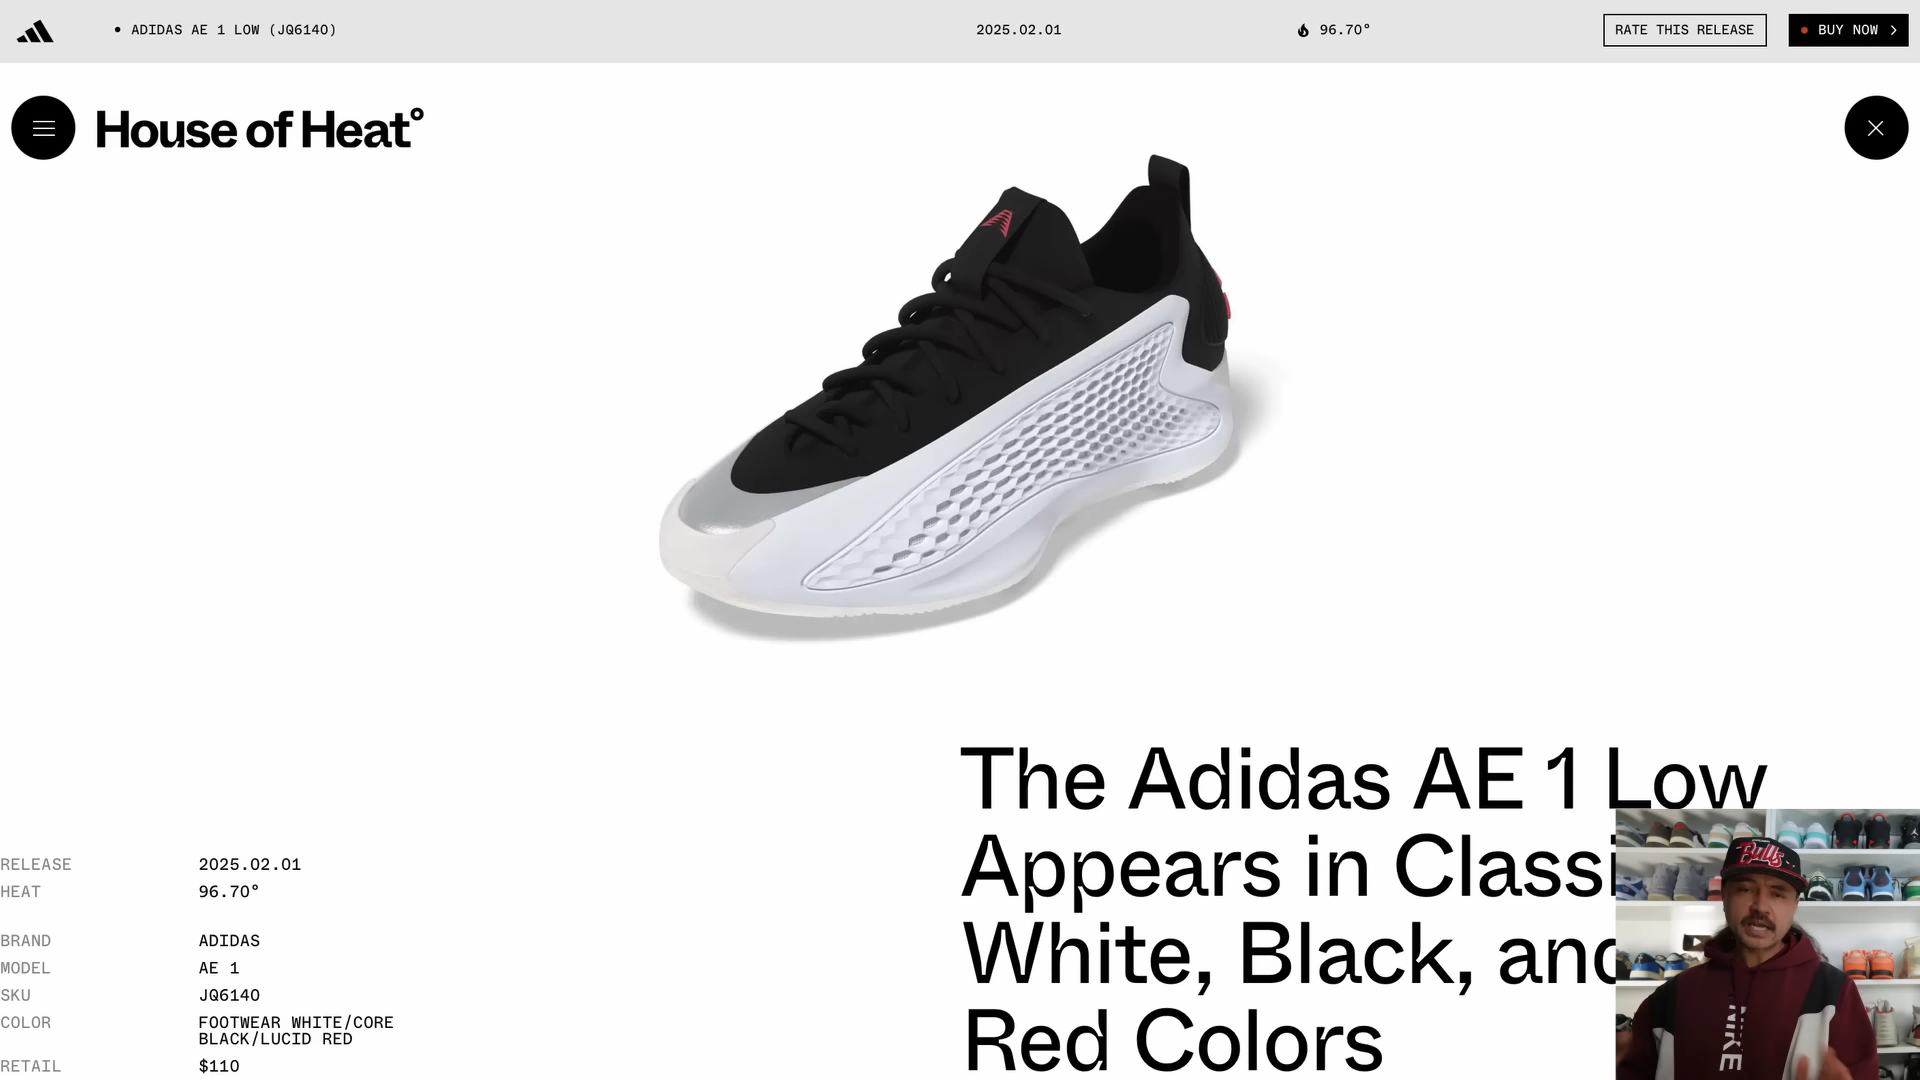 ADIDAS AE 1 LOW (JQ6140)
2025.02.01
96.70°
RATE THIS RELEASE
BUY NOW
House of Heat°
The Adidas AE 1 Low
Appears in Classi
White, Black, and
Red Colors
RELEASE 2025.02.01
HEAT 96.70°
BRAND ADIDAS
MODEL AE 1
SKU JQ6140
COLOR FOOTWEAR WHITE/CORE
BLACK/LUCID RED
RETAIL $110
Bulls
NIKE